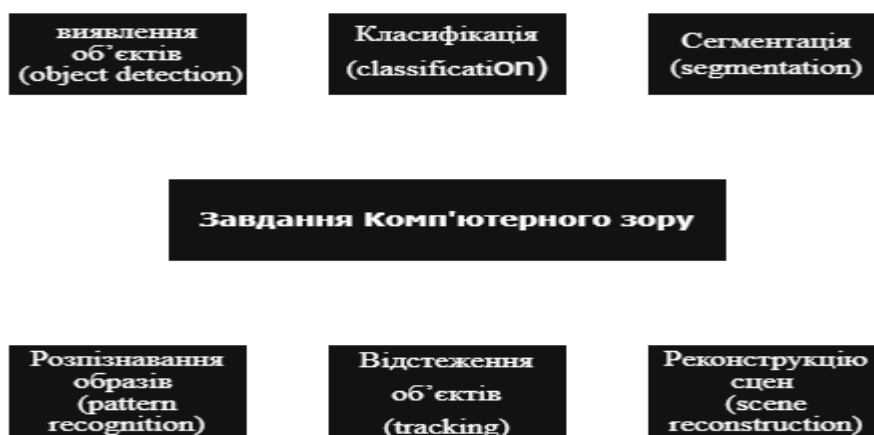 виявлення
об’єктів
(object detection)
Класифікація
(classification)
Сегментація
(segmentation)
Завдання Комп'ютерного зору
Розпізнавання
образів
(pattern
recognition)
Відстеження
об’єктів
(tracking)
Реконструкцію
сцен
(scene
reconstruction)